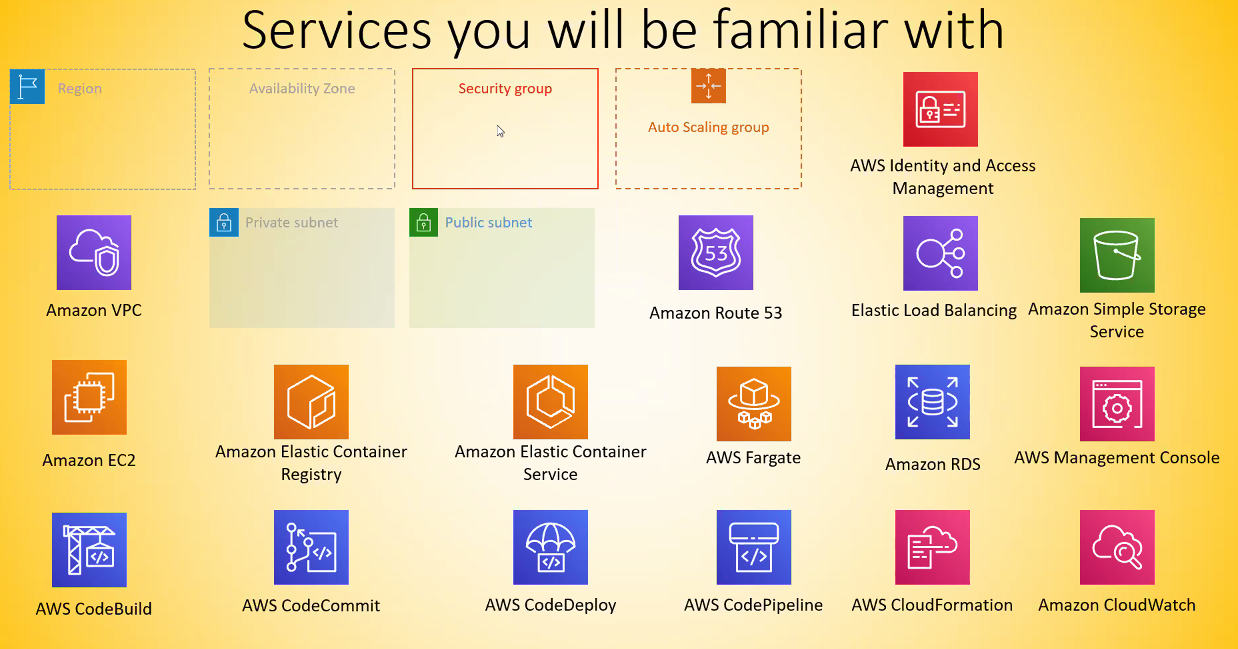 Services you will be familiar with
Region
Availability Zone
Security group
Auto Scaling group
AWS Identity and Access
Management
Amazon VPC
Private subnet
Public subnet
53
Amazon Route 53
Elastic Load Balancing
Amazon Simple Storage
Service
Amazon EC2
Amazon Elastic Container
Registry
Amazon Elastic Container
Service
AWS Fargate
Amazon RDS
AWS Management Console
</>
AWS CodeBuild
</>
AWS CodeCommit
</>
AWS CodeDeploy
</>
AWS CodePipeline
AWS CloudFormation
Amazon CloudWatch